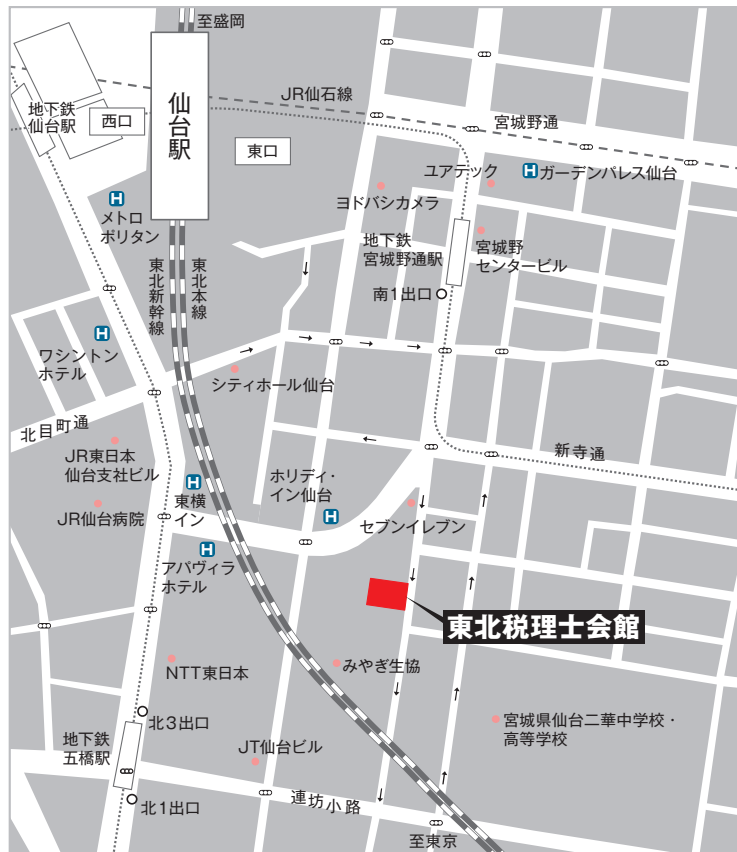 至盛岡
JR仙石線
地下鉄
仙台駅
西口
仙台駅
東口
宮城野通
ユアテック
H
ガーデンパレス仙台
H
メトロ
ポリタン
ヨドバシカメラ
地下鉄
宮城野通駅
宮城野
センタービル
東北新幹線
東北本線
南1出口
H
ワシントン
ホテル
シティホール仙台
北目町通
JR東日本
仙台支社ビル
新寺通
H
東横
イン
ホリディ・
イン仙台
H
JR仙台病院
セブンイレブン
H
アパヴィラ
ホテル
東北税理士会館
NTT東日本
みやぎ生協
北3出口
宮城県仙台二華中学校・
高等学校
地下鉄
五橋駅
JT仙台ビル
北1出口
連坊小路
至東京